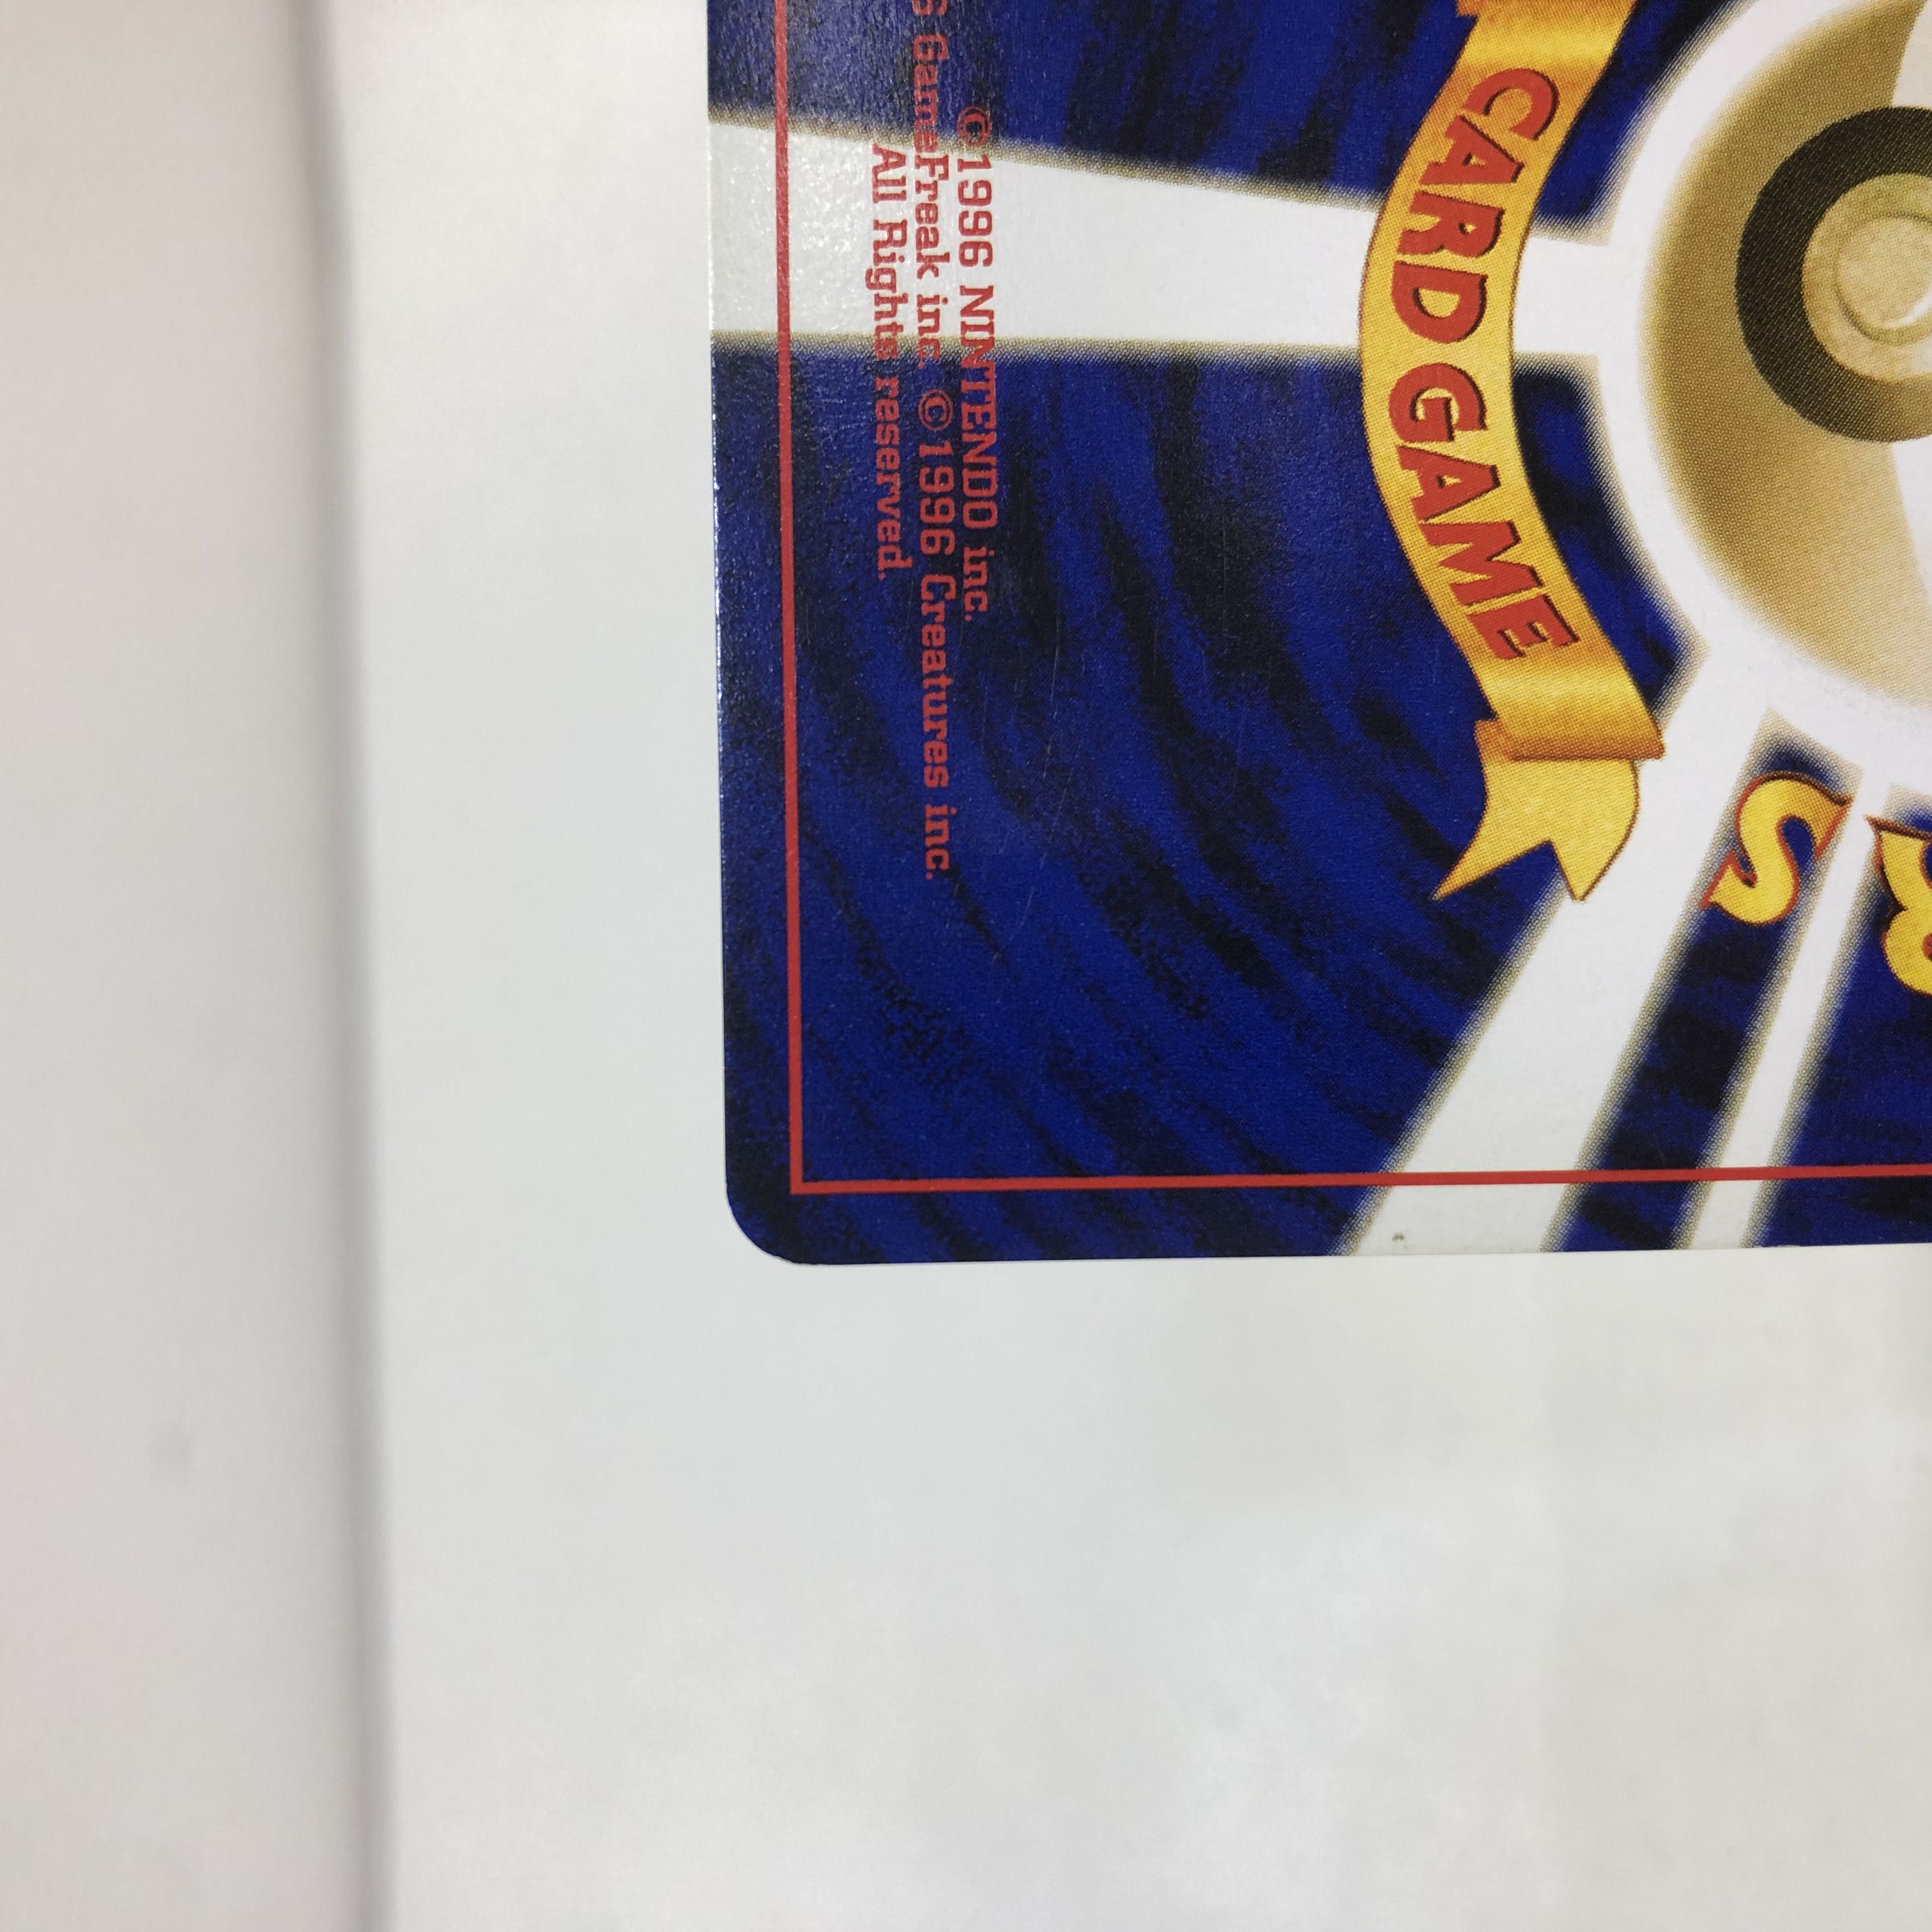 CARD GAME
©1996 NINTENDO inc.
GameFreak inc. ©1996 Creatures inc.
All Rights reserved.